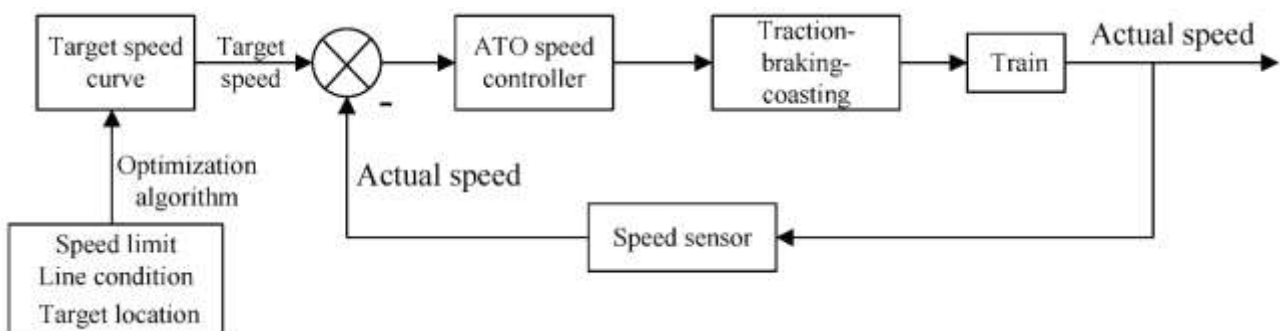 Target speed
curve
Target
speed
-
ATO speed
controller
Traction-
braking-
coasting
Train
Actual speed
Optimization
algorithm
Actual speed
Speed sensor
Speed limit
Line condition
Target location